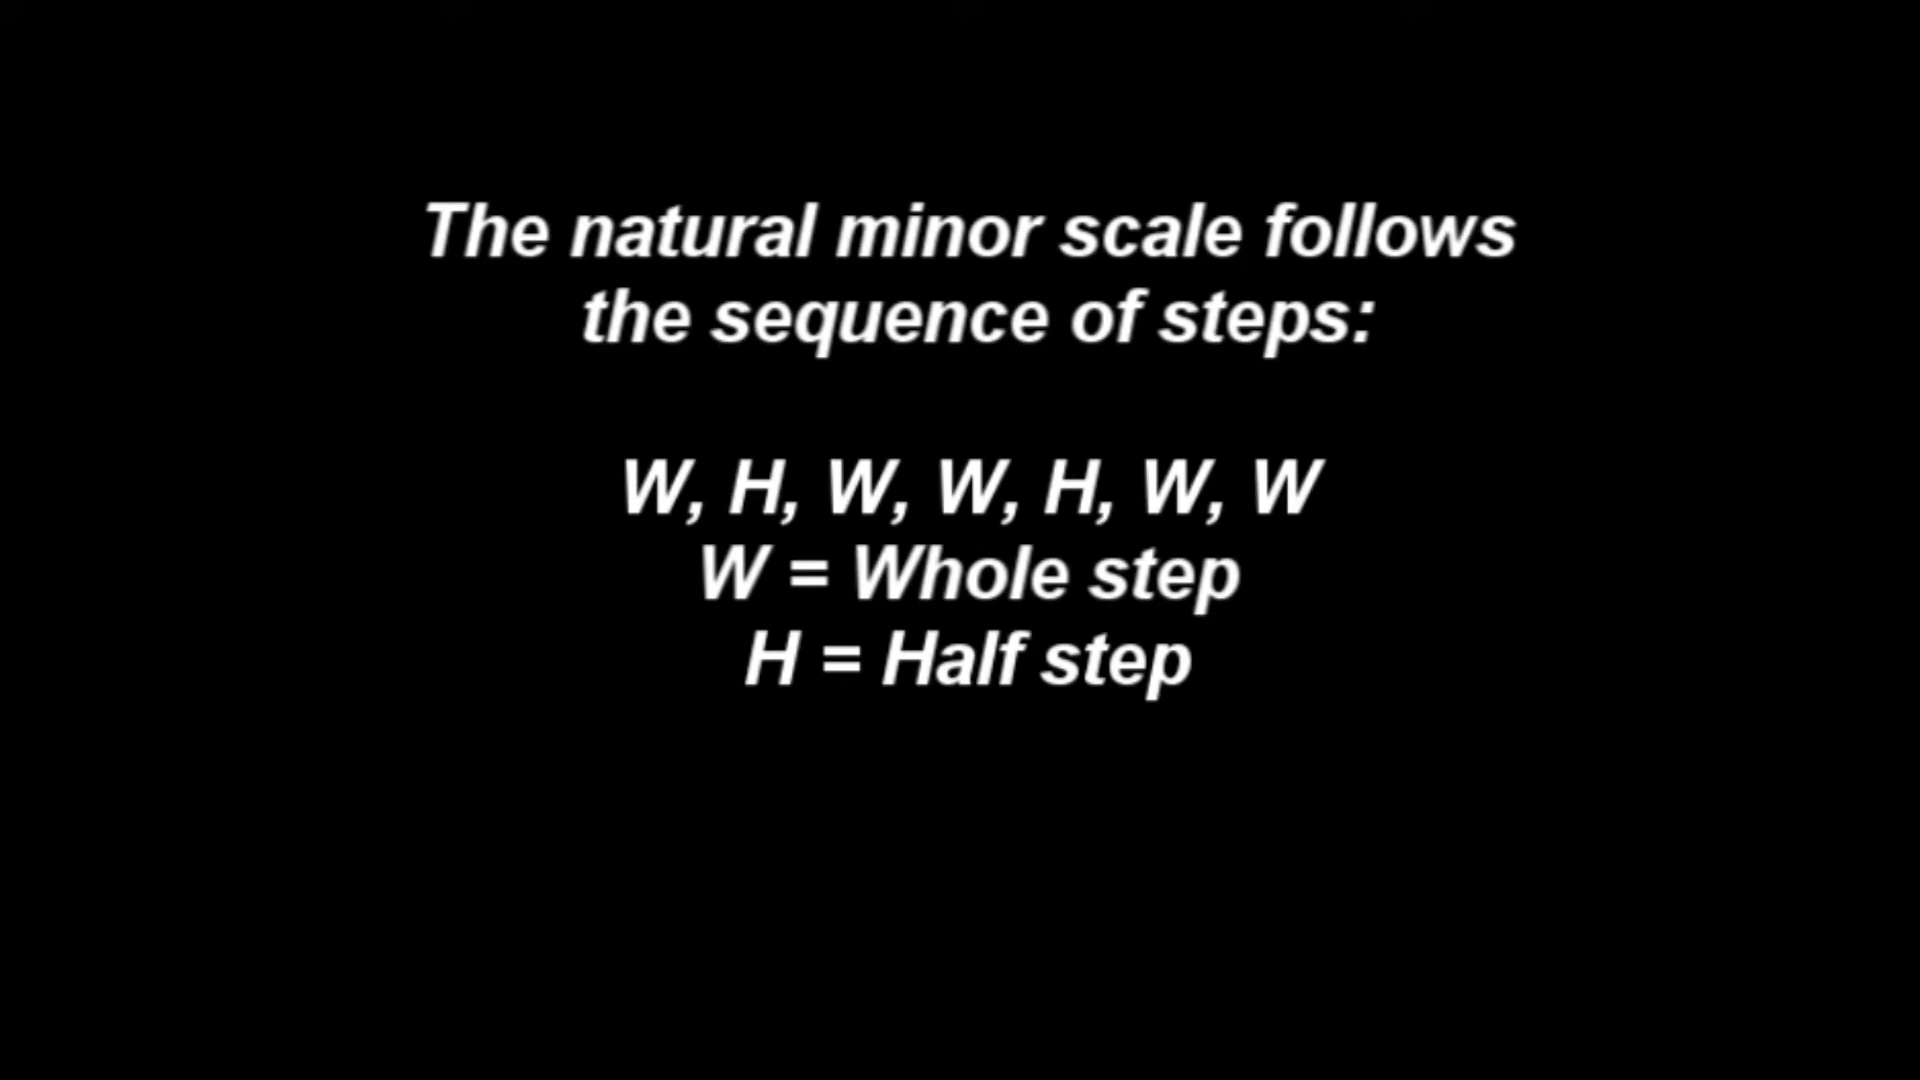 The natural minor scale follows
the sequence of steps:
W, H, W, W, H, W, W
W = Whole step
H = Half step